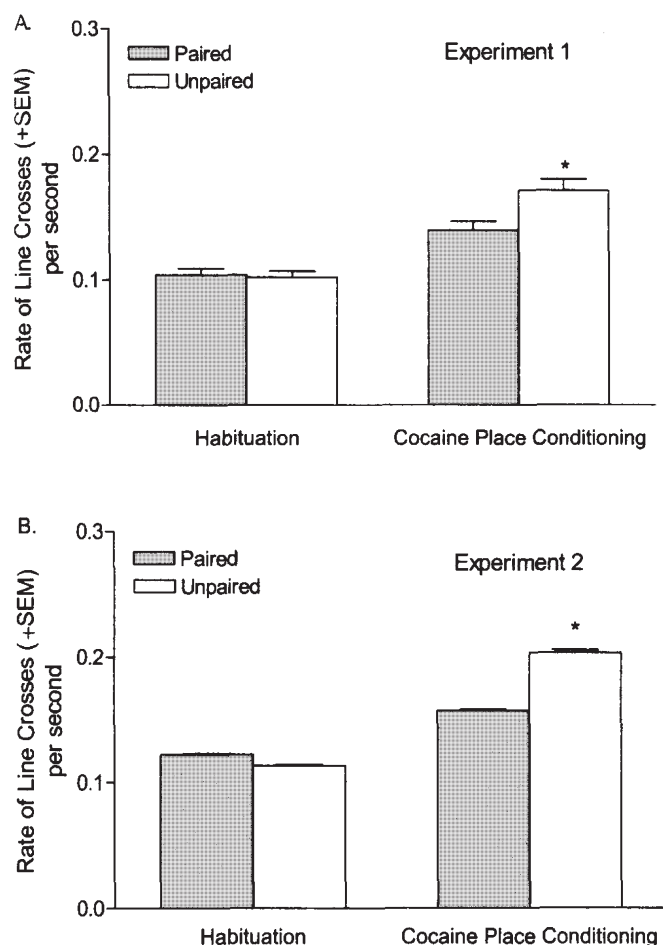 A.
Rate of Line Crosses (+SEM)
per second
0.3
0.2
0.1
0.0
Paired
Unpaired
Experiment 1
*
Habituation
Cocaine Place Conditioning
B.
Rate of Line Crosses (+SEM)
per second
0.3
0.2
0.1
0.0
Paired
Unpaired
Experiment 2
*
Habituation
Cocaine Place Conditioning